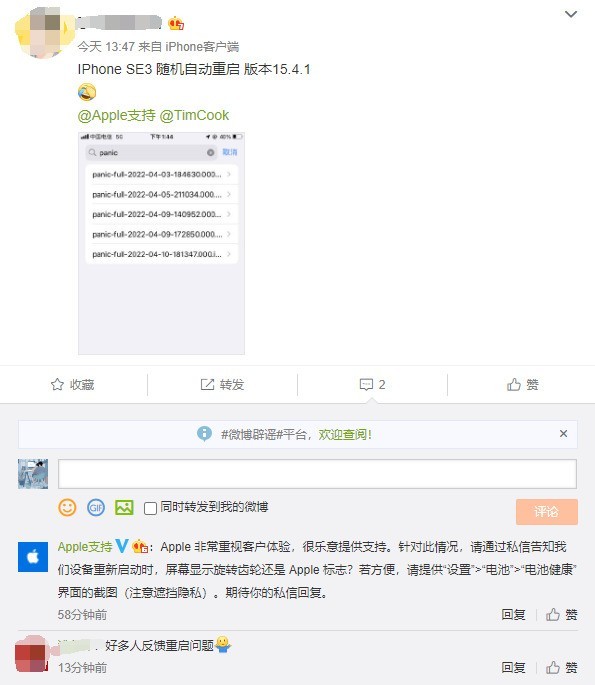 今天 13:47 来自 iPhone客户端
IPhone SE3 随机自动重启 版本15.4.1
@Apple支持 @TimCook
中国电信 5G 下午1:44 40%
panic 取消
panic-full-2022-04-03-184630.000...
panic-full-2022-04-05-211034.000...
panic-full-2022-04-09-140952.000...
panic-full-2022-04-09-172850.000...
panic-full-2022-04-10-181347.000.i...
收藏 转发 2 赞
#微博辟谣#平台，欢迎查阅!
GIF 同时转发到我的微博
评论
Apple支持 V ：Apple 非常重视客户体验，很乐意提供支持。针对此情况，请通过私信告知我
们设备重新启动时，屏幕显示旋转齿轮还是 Apple 标志？若方便，请提供“设置”>“电池”>“电池健康”
界面的截图（注意遮挡隐私）。期待你的私信回复。
58分钟前 回复 赞
：好多人反馈重启问题
13分钟前 回复 赞